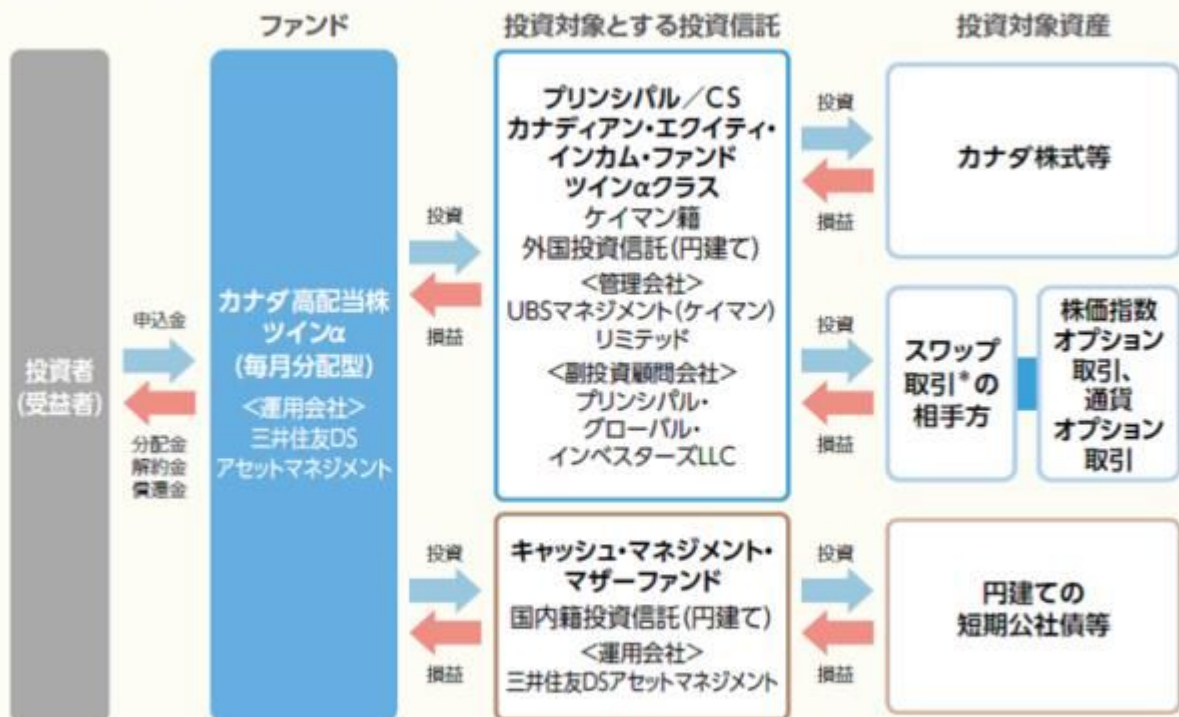 ファンド
投資対象とする投資信託
投資対象資産
投資者
(受益者)
申込金
分配金
解約金
償還金
カナダ高配当株
ツインα
(毎月分配型)
<運用会社>
三井住友DS
アセットマネジメント
投資
損益
プリンシパル／CS
カナディアン・エクイティ・
インカム・ファンド
ツインαクラス
ケイマン籍
外国投資信託(円建て)
<管理会社>
UBSマネジメント(ケイマン)
リミテッド
<副投資顧問会社>
プリンシパル・
グローバル・
インベスターズLLC
投資
損益
カナダ株式等
投資
損益
スワップ
取引*の
相手方
株価指数
オプション
取引、
通貨
オプション
取引
投資
損益
キャッシュ・マネジメント・
マザーファンド
国内籍投資信託(円建て)
<運用会社>
三井住友DSアセットマネジメント
投資
損益
円建ての
短期公社債等